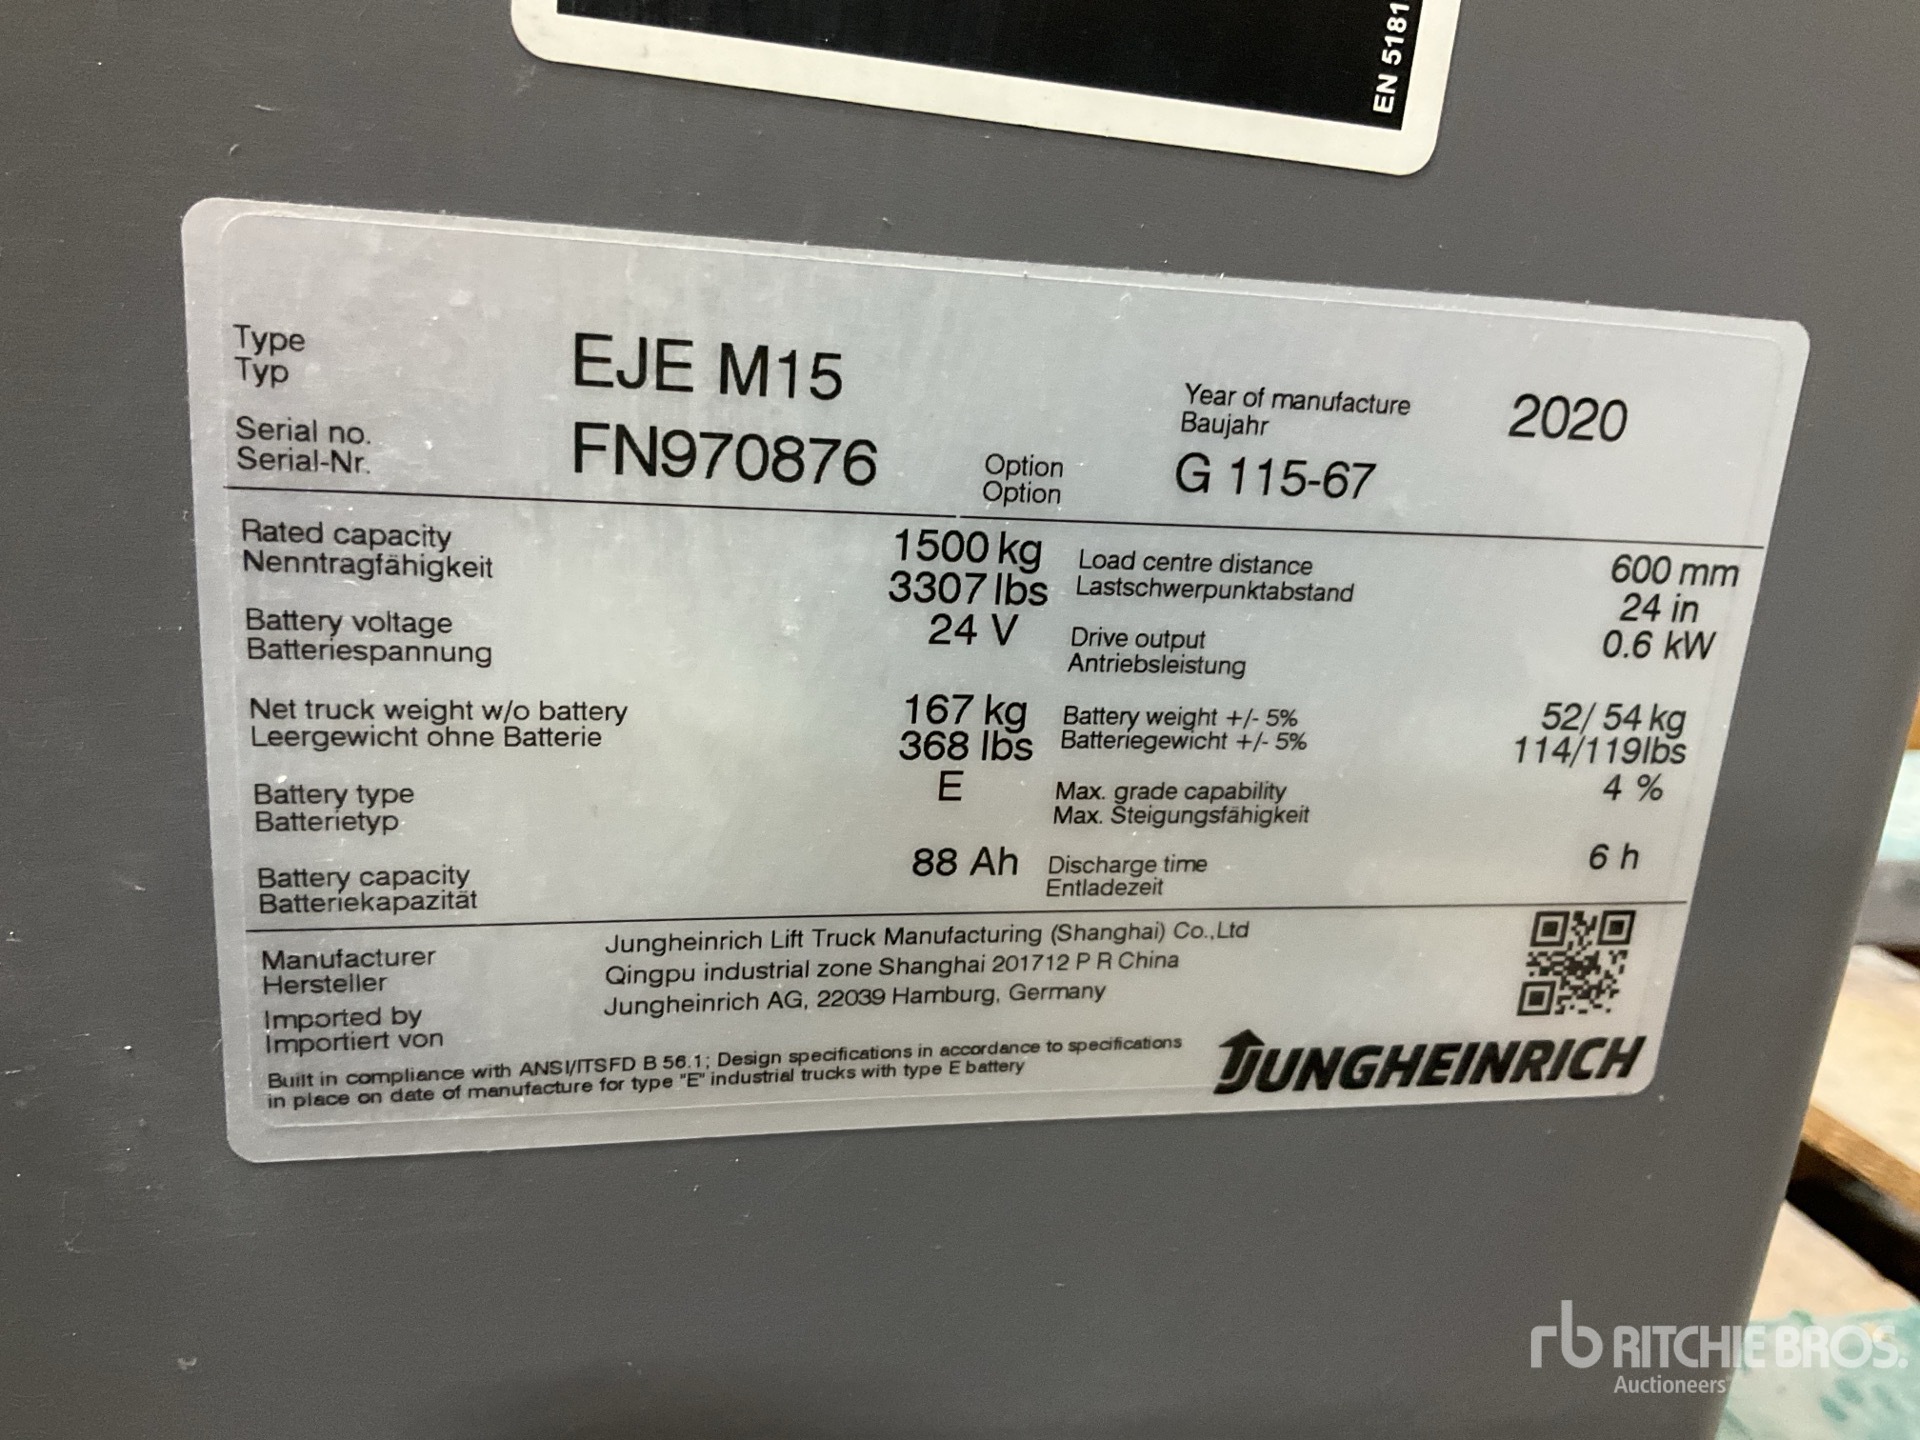 EN 5181
Type
Typ
EJE M15
Year of manufacture
Baujahr
2020
Serial no.
Serial-Nr.
FN970876
Option
Option
G 115-67
Rated capacity
Nenntragfähigkeit
1500 kg
3307 lbs
Load centre distance
Lastschwerpunktabstand
600 mm
24 in
Battery voltage
Batteriespannung
24 V
Drive output
Antriebsleistung
0.6 kW
Net truck weight w/o battery
Leergewicht ohne Batterie
167 kg
368 lbs
Battery weight +/- 5%
Batteriegewicht +/- 5%
52/ 54 kg
114/119lbs
Battery type
Batterietyp
E
Max. grade capability
Max. Steigungsfähigkeit
4 %
Battery capacity
Batteriekapazität
88 Ah
Discharge time
Entladezeit
6 h
Manufacturer
Hersteller
Jungheinrich Lift Truck Manufacturing (Shanghai) Co.,Ltd
Qingpu industrial zone Shanghai 201712 P R China
Imported by
Importiert von
Jungheinrich AG, 22039 Hamburg, Germany
Built in compliance with ANSI/ITSFD B 56.1; Design specifications in accordance to specifications
in place on date of manufacture for type "E" industrial trucks with type E battery
JUNGHEINRICH
rb RITCHIE BROS.
Auctioneers